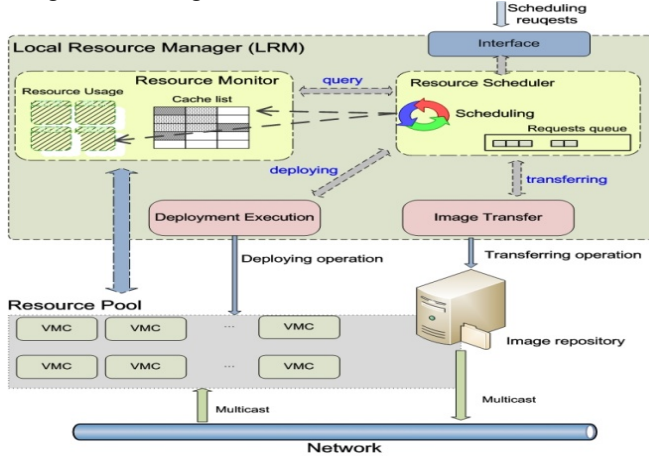 Scheduling
reuqests
Local Resource Manager (LRM)
Interface
Resource Monitor
query
Resource Scheduler
Resource Usage
Cache list
Scheduling
Requests queue
deploying
transferring
Deployment Execution
Image Transfer
Deploying operation
Transferring operation
Resource Pool
VMC
VMC
...
VMC
Image repository
VMC
VMC
...
VMC
Multicast
Multicast
Network